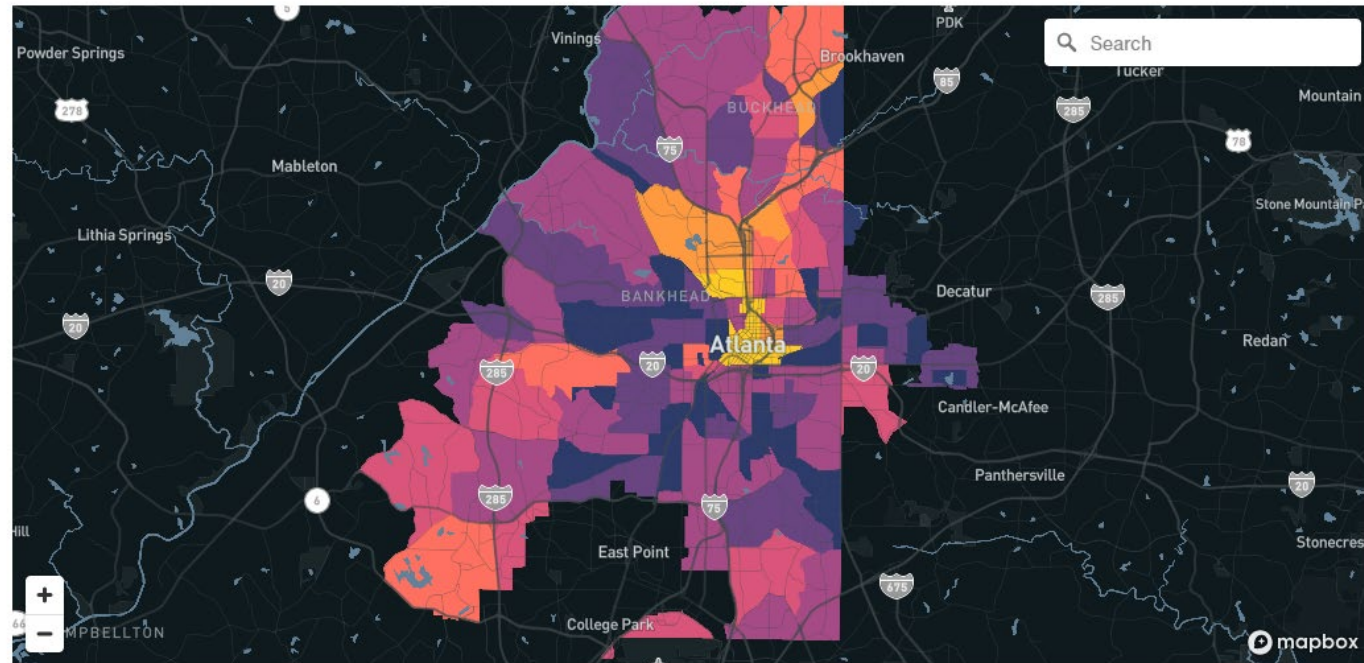 5
PDK
Vinings
Powder Springs
Brookhaven
Search
Tucker
85
278
285
Mountain
BUCKHEAD
78
75
Mableton
Stone Mountain P
Lithia Springs
20
BANKHEAD
Decatur
285
20
Atlanta
Redan
285
20
20
Candler-McAfee
Panthersville
6
285
75
20
Hill
East Point
Stonecres
675
+
66
−
MPBELLTON
College Park
mapbox